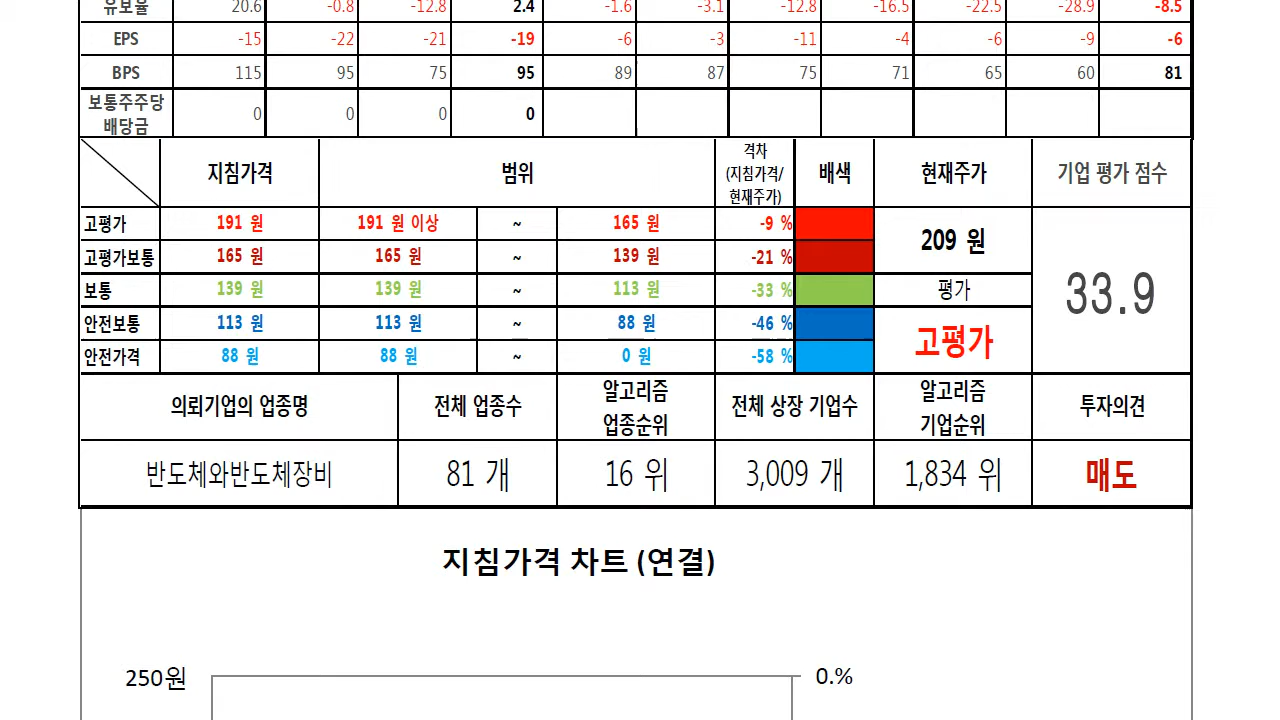 유보율 20.6 -0.8 -12.8 2.4 -1.6 -3.1 -12.8 -16.5 -22.5 -28.9 -8.5
EPS -15 -22 -21 -19 -6 -3 -11 -4 -6 -9 -6
BPS 115 95 75 95 89 87 75 71 65 60 81
보통주주당
배당금 0 0 0 0
지침가격 범위 격차
(지침가격/
현재주가) 배색 현재주가 기업 평가 점수
고평가 191 원 191 원 이상 ~ 165 원 -9 % 209 원 33.9
고평가보통 165 원 165 원 ~ 139 원 -21 %
보통 139 원 139 원 ~ 113 원 -33 % 평가
안전보통 113 원 113 원 ~ 88 원 -46 % 고평가
안전가격 88 원 88 원 ~ 0 원 -58 %
의뢰기업의 업종명 전체 업종수 알고리즘
업종순위 전체 상장 기업수 알고리즘
기업순위 투자의견
반도체와반도체장비 81 개 16 위 3,009 개 1,834 위 매도
지침가격 차트 (연결)
250원 0.%